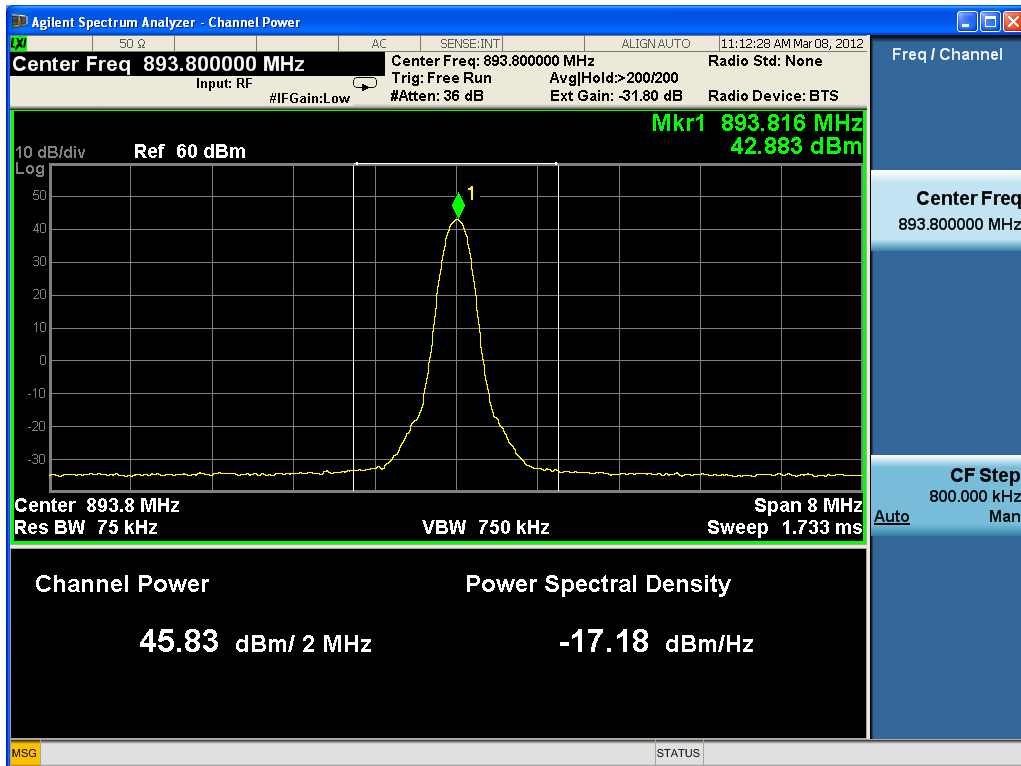 Agilent Spectrum Analyzer - Channel Power
LXI 50 Ω AC SENSE:INT ALIGN AUTO 11:12:28 AM Mar 08, 2012
Center Freq 893.800000 MHz
Input: RF
#IFGain:Low
Center Freq: 893.800000 MHz
Trig: Free Run Avg|Hold:>200/200
#Atten: 36 dB Ext Gain: -31.80 dB
Radio Std: None
Radio Device: BTS
Freq / Channel
Mkr1 893.816 MHz
42.883 dBm
10 dB/div Ref 60 dBm
Log
1
50
40
30
20
10
0
-10
-20
-30
Center 893.8 MHz Span 8 MHz
Res BW 75 kHz VBW 750 kHz Sweep 1.733 ms
Center Freq
893.800000 MHz
CF Step
800.000 kHz
Auto Man
Channel Power Power Spectral Density
45.83 dBm/ 2 MHz -17.18 dBm/Hz
MSG STATUS